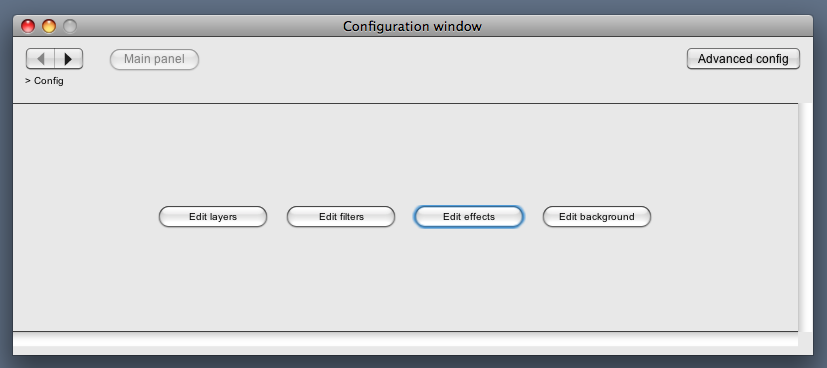 Configuration window
Main panel
Advanced config
> Config
Edit layers
Edit filters
Edit effects
Edit background